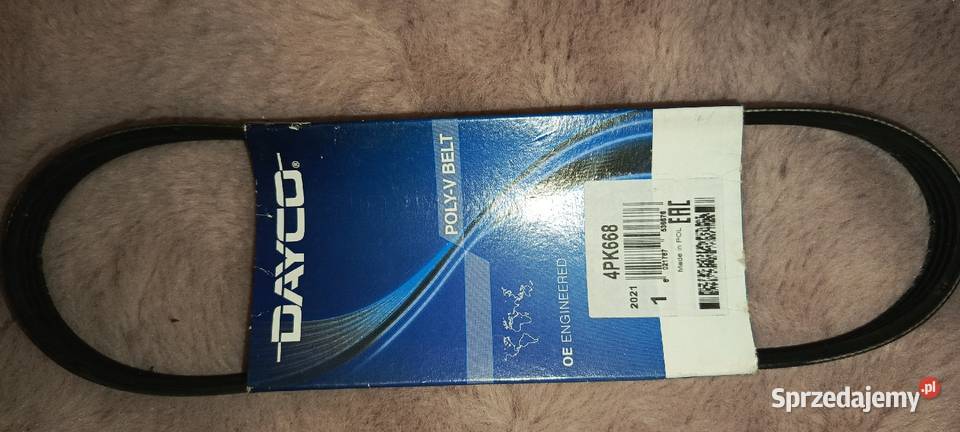 DAYCO®
POLY-V BELT
OE ENGINEERED
4PK668
2021
1
EAC
Made in POL
Sprzedajemy.pl